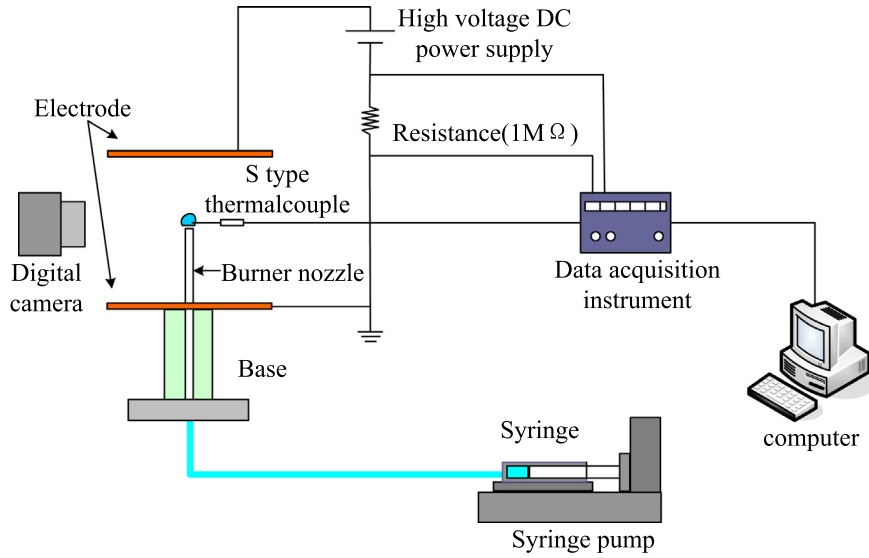 High voltage DC
power supply
Electrode
Resistance(1MΩ)
S type
thermalcouple
Digital
camera
Burner nozzle
Data acquisition
instrument
Base
Syringe
computer
Syringe pump